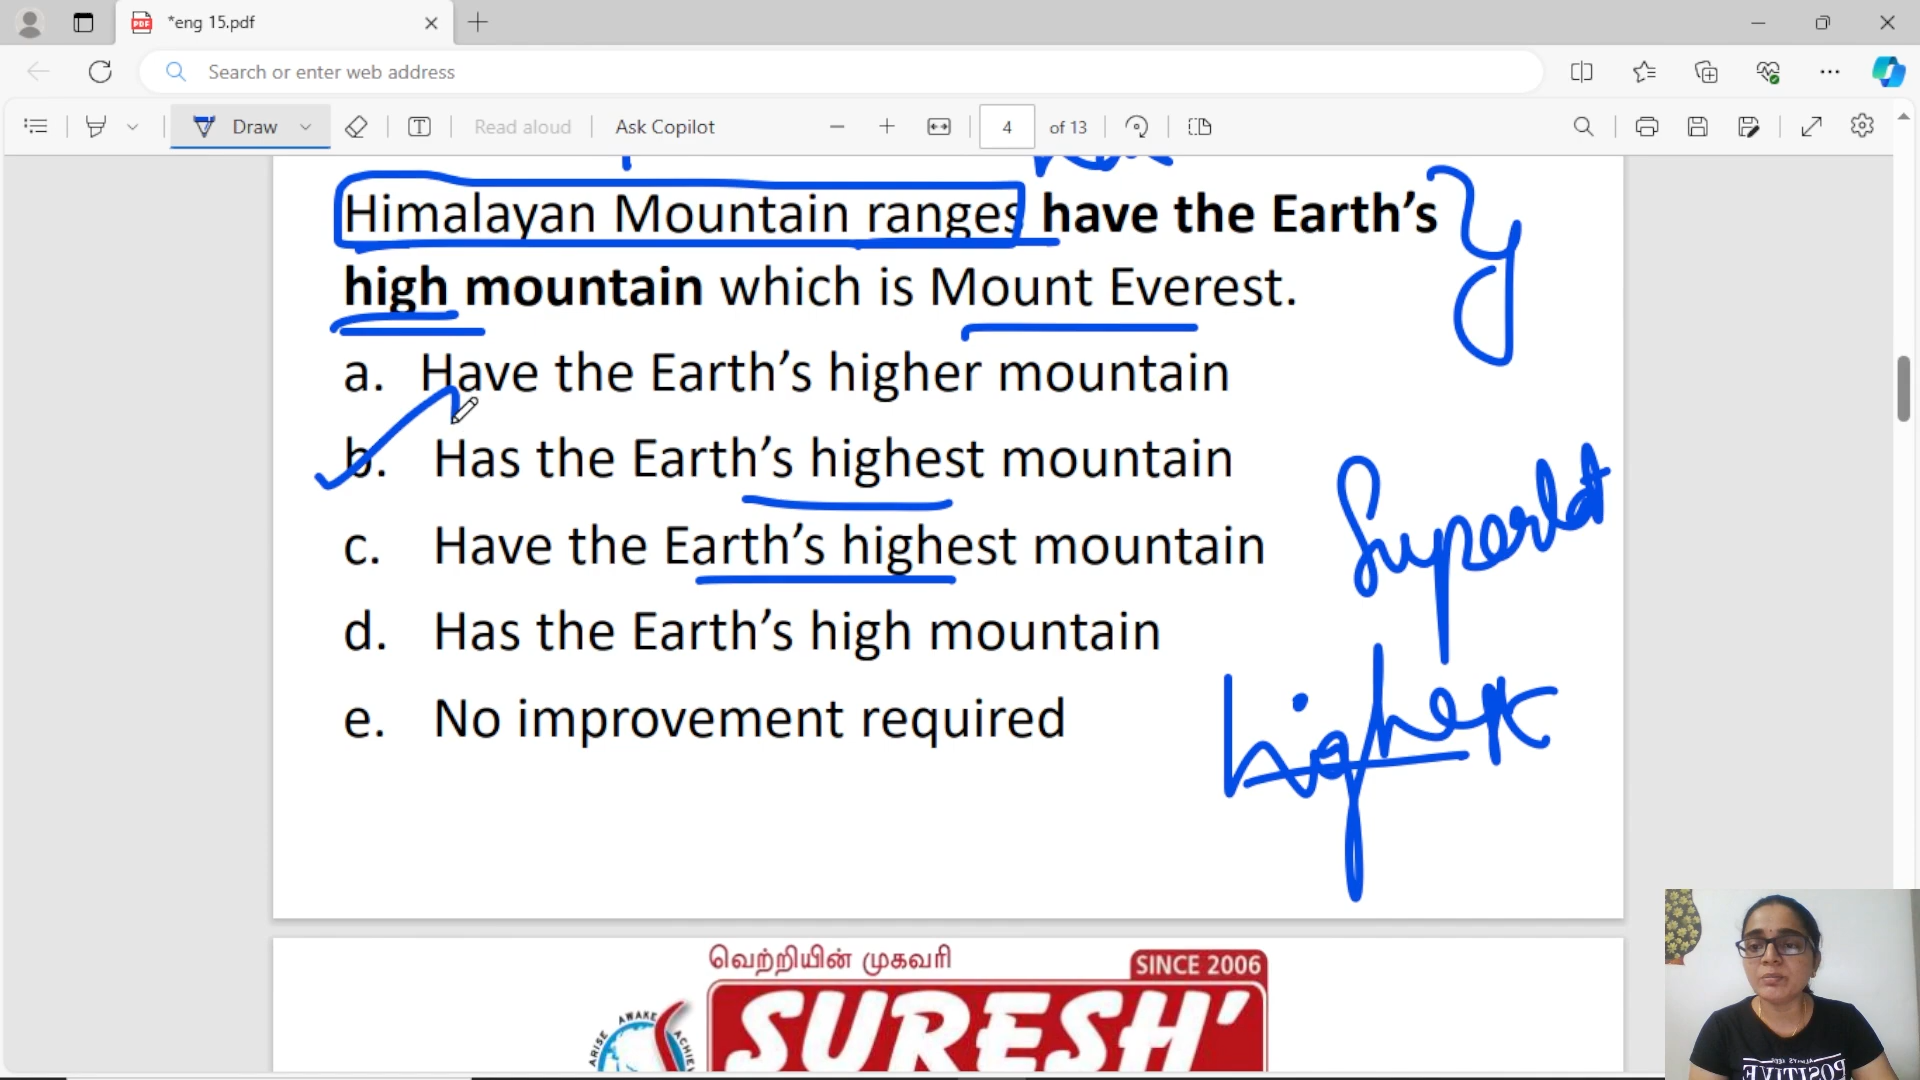 *eng 15.pdf
Search or enter web address
Draw
Read aloud
Ask Copilot
4
of 13
Himalayan Mountain ranges have the Earth's
high mountain which is Mount Everest.
a. Have the Earth's higher mountain
b. Has the Earth's highest mountain
c. Have the Earth's highest mountain
d. Has the Earth's high mountain
e. No improvement required
Superlat
highest
வெற்றியின் முகவரி
SINCE 2006
SURESH'
ARISE AWAKE
POSITIVE